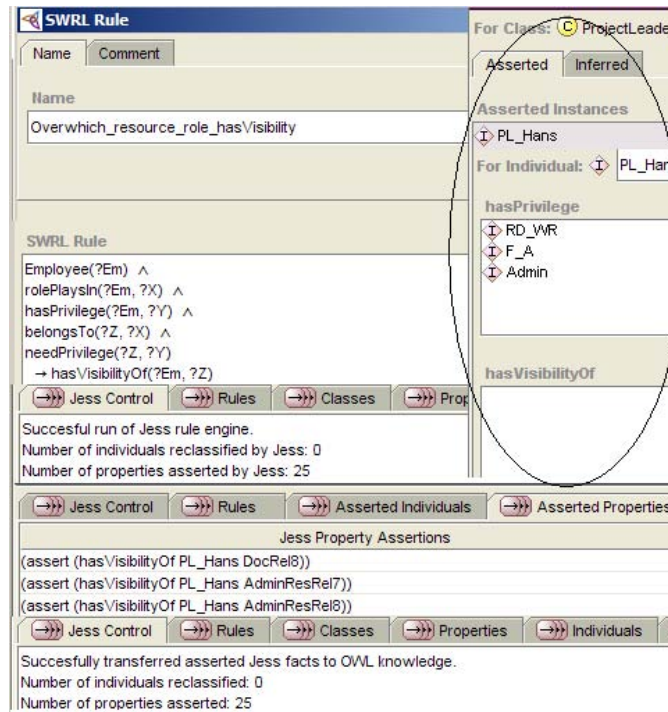 SWRL Rule
Name Comment
Name
Overwhich_resource_role_hasVisibility
SWRL Rule
Employee(?Em) ∧
rolePlaysIn(?Em, ?X) ∧
hasPrivilege(?Em, ?Y) ∧
belongsTo(?Z, ?X) ∧
needPrivilege(?Z, ?Y)
→ hasVisibilityOf(?Em, ?Z)
For Class: C ProjectLeade
Asserted Inferred
Asserted Instances
PL_Hans
For Individual: PL_Han
hasPrivilege
RD_WR
F_A
Admin
hasVisibilityOf
Jess Control Rules Classes Prop
Succesful run of Jess rule engine.
Number of individuals reclassified by Jess: 0
Number of properties asserted by Jess: 25
Jess Control Rules Asserted Individuals Asserted Properties
Jess Property Assertions
(assert (hasVisibilityOf PL_Hans DocRel8))
(assert (hasVisibilityOf PL_Hans AdminResRel7))
(assert (hasVisibilityOf PL_Hans AdminResRel8))
Jess Control Rules Classes Properties Individuals
Succesfully transferred asserted Jess facts to OWL knowledge.
Number of individuals reclassified: 0
Number of properties asserted: 25